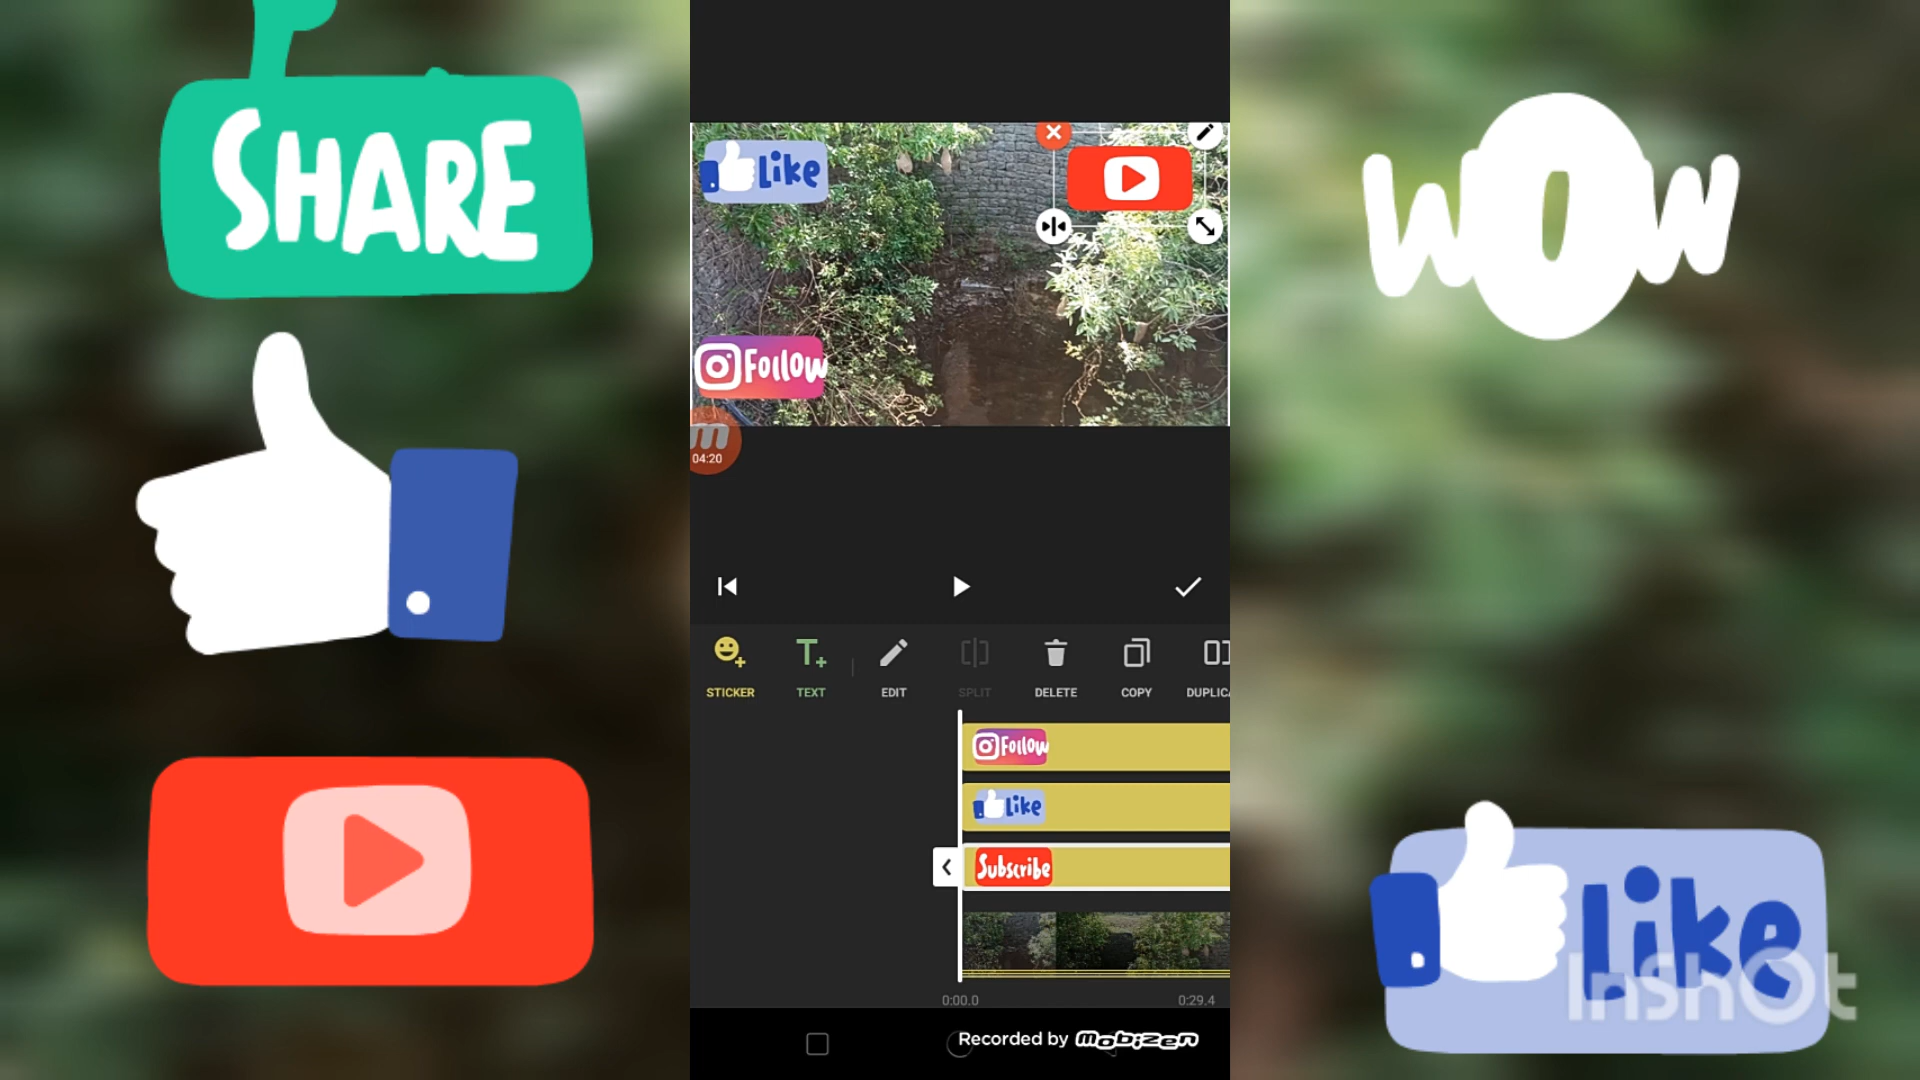 SHARE
WOW
Like
Follow
m
04:20
STICKER
TEXT
EDIT
SPLIT
DELETE
COPY
DUPLICA
Follow
Like
Subscribe
0:00.0
0:29.4
Recorded by mobizen
Like
InShOt